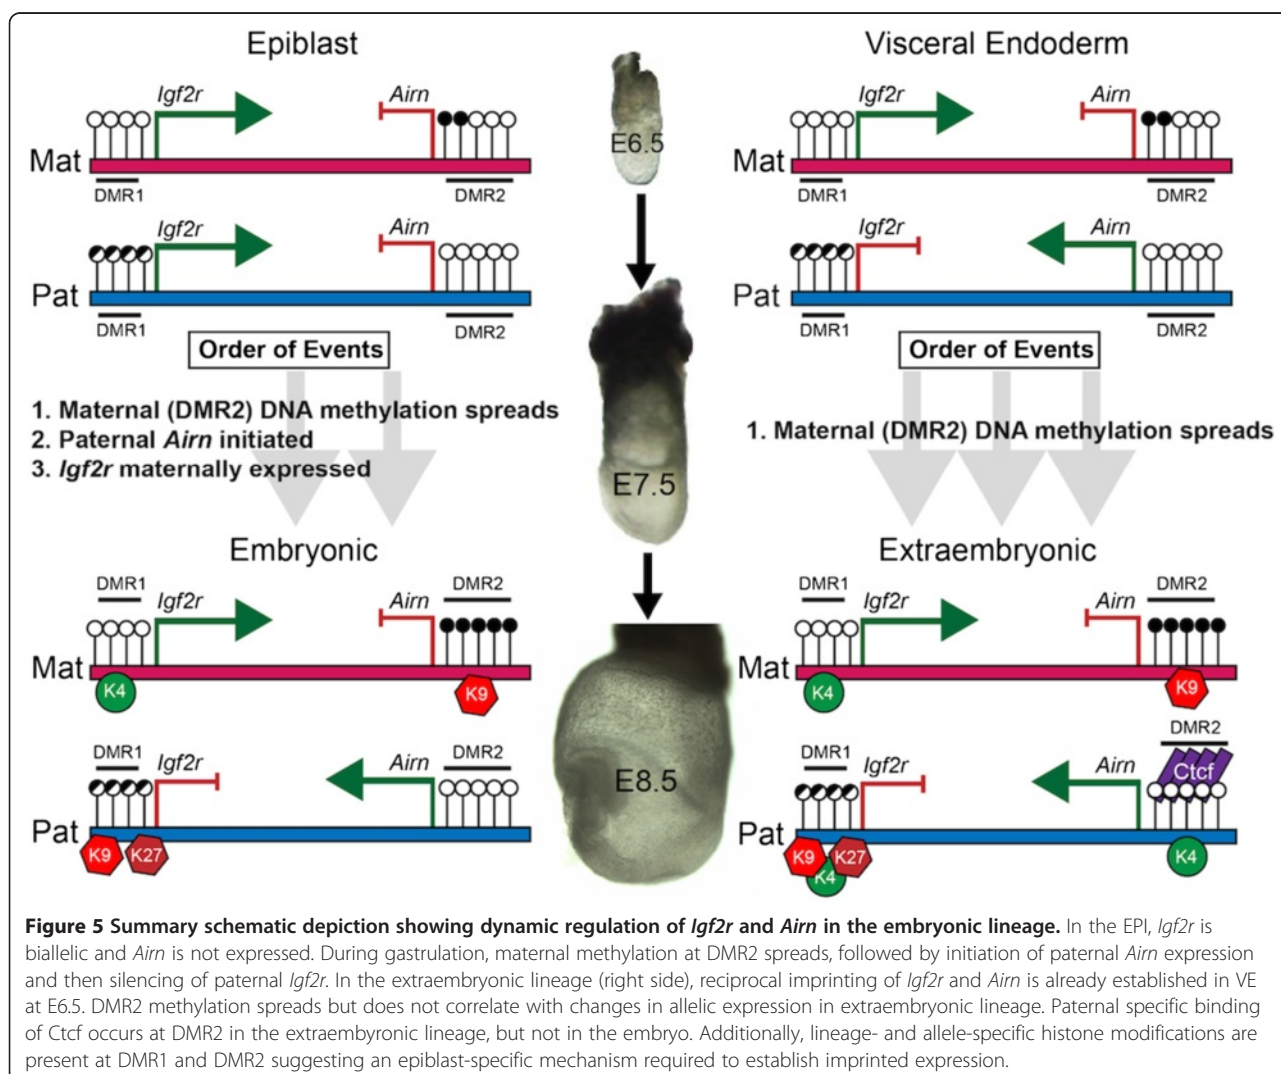 Epiblast
Igf2r
Airn
Mat
DMR1
DMR2
Igf2r
Airn
Pat
DMR1
DMR2
Order of Events
1. Maternal (DMR2) DNA methylation spreads
2. Paternal Airn initiated
3. Igf2r maternally expressed
Embryonic
DMR1
Igf2r
Airn
DMR2
Mat
K4
K9
DMR1
Igf2r
Airn
DMR2
Pat
K9
K27
E6.5
E7.5
E8.5
Visceral Endoderm
Igf2r
Airn
Mat
DMR1
DMR2
Igf2r
Airn
Pat
DMR1
DMR2
Order of Events
1. Maternal (DMR2) DNA methylation spreads
Extraembryonic
DMR1
Igf2r
Airn
DMR2
Mat
K4
K9
DMR1
Igf2r
Airn
DMR2
Ctcf
Pat
K9
K4
K27
K4
Figure 5 Summary schematic depiction showing dynamic regulation of Igf2r and Airn in the embryonic lineage. In the EPI, Igf2r is
biallelic and Airn is not expressed. During gastrulation, maternal methylation at DMR2 spreads, followed by initiation of paternal Airn expression
and then silencing of paternal Igf2r. In the extraembryonic lineage (right side), reciprocal imprinting of Igf2r and Airn is already established in VE
at E6.5. DMR2 methylation spreads but does not correlate with changes in allelic expression in extraembryonic lineage. Paternal specific binding
of Ctcf occurs at DMR2 in the extraembyronic lineage, but not in the embryo. Additionally, lineage- and allele-specific histone modifications are
present at DMR1 and DMR2 suggesting an epiblast-specific mechanism required to establish imprinted expression.